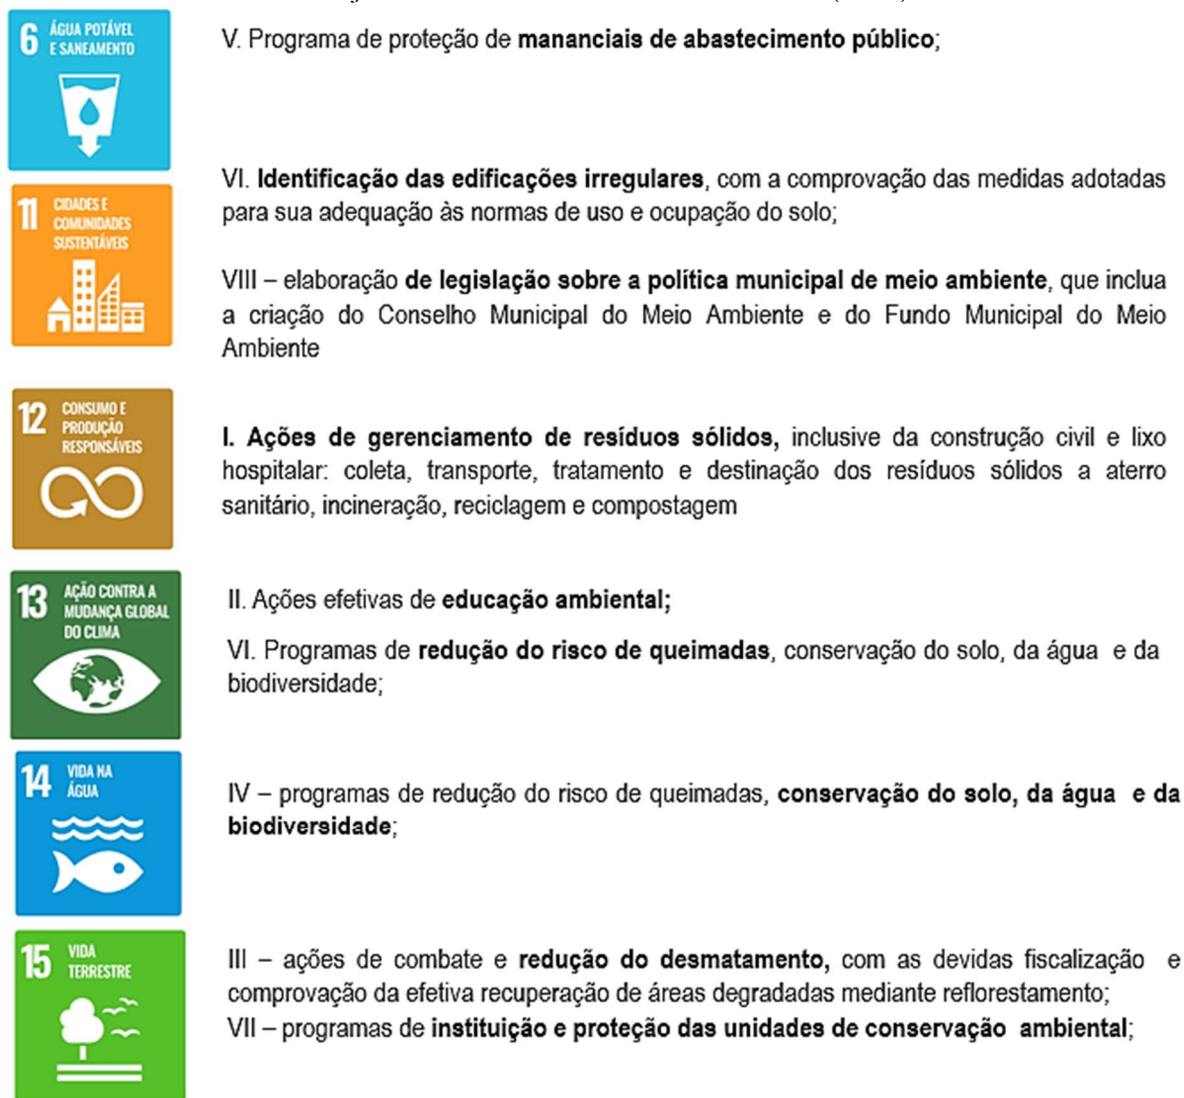 6 ÁGUA POTÁVEL
E SANEAMENTO
V. Programa de proteção de mananciais de abastecimento público;
11 CIDADES E
COMUNIDADES
SUSTENTÁVEIS
VI. Identificação das edificações irregulares, com a comprovação das medidas adotadas
para sua adequação às normas de uso e ocupação do solo;
VIII – elaboração de legislação sobre a política municipal de meio ambiente, que inclua
a criação do Conselho Municipal do Meio Ambiente e do Fundo Municipal do Meio
Ambiente
12 CONSUMO E
PRODUÇÃO
RESPONSÁVEIS
I. Ações de gerenciamento de resíduos sólidos, inclusive da construção civil e lixo
hospitalar: coleta, transporte, tratamento e destinação dos resíduos sólidos a aterro
sanitário, incineração, reciclagem e compostagem
13 AÇÃO CONTRA A
MUDANÇA GLOBAL
DO CLIMA
II. Ações efetivas de educação ambiental;
VI. Programas de redução do risco de queimadas, conservação do solo, da água e da
biodiversidade;
14 VIDA NA
ÁGUA
IV – programas de redução do risco de queimadas, conservação do solo, da água e da
biodiversidade;
15 VIDA
TERRESTRE
III – ações de combate e redução do desmatamento, com as devidas fiscalização e
comprovação da efetiva recuperação de áreas degradadas mediante reflorestamento;
VII – programas de instituição e proteção das unidades de conservação ambiental;